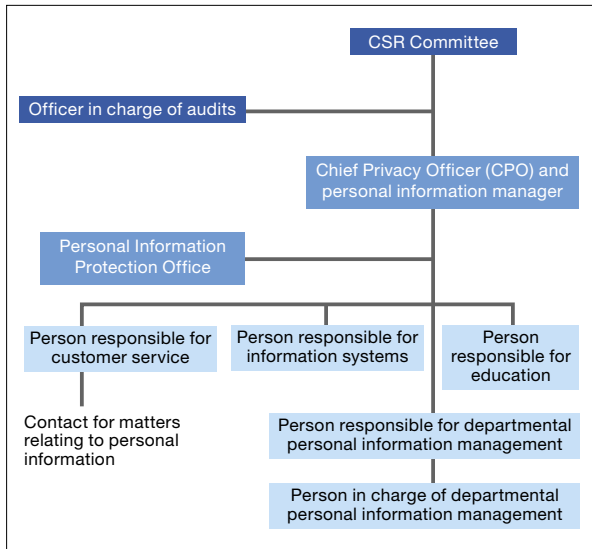 CSR Committee
Officer in charge of audits
Chief Privacy Officer (CPO) and
personal information manager
Personal Information
Protection Office
Person responsible for
customer service
Person responsible for
information systems
Person
responsible for
education
Contact for matters
relating to personal
information
Person responsible for departmental
personal information management
Person in charge of departmental
personal information management